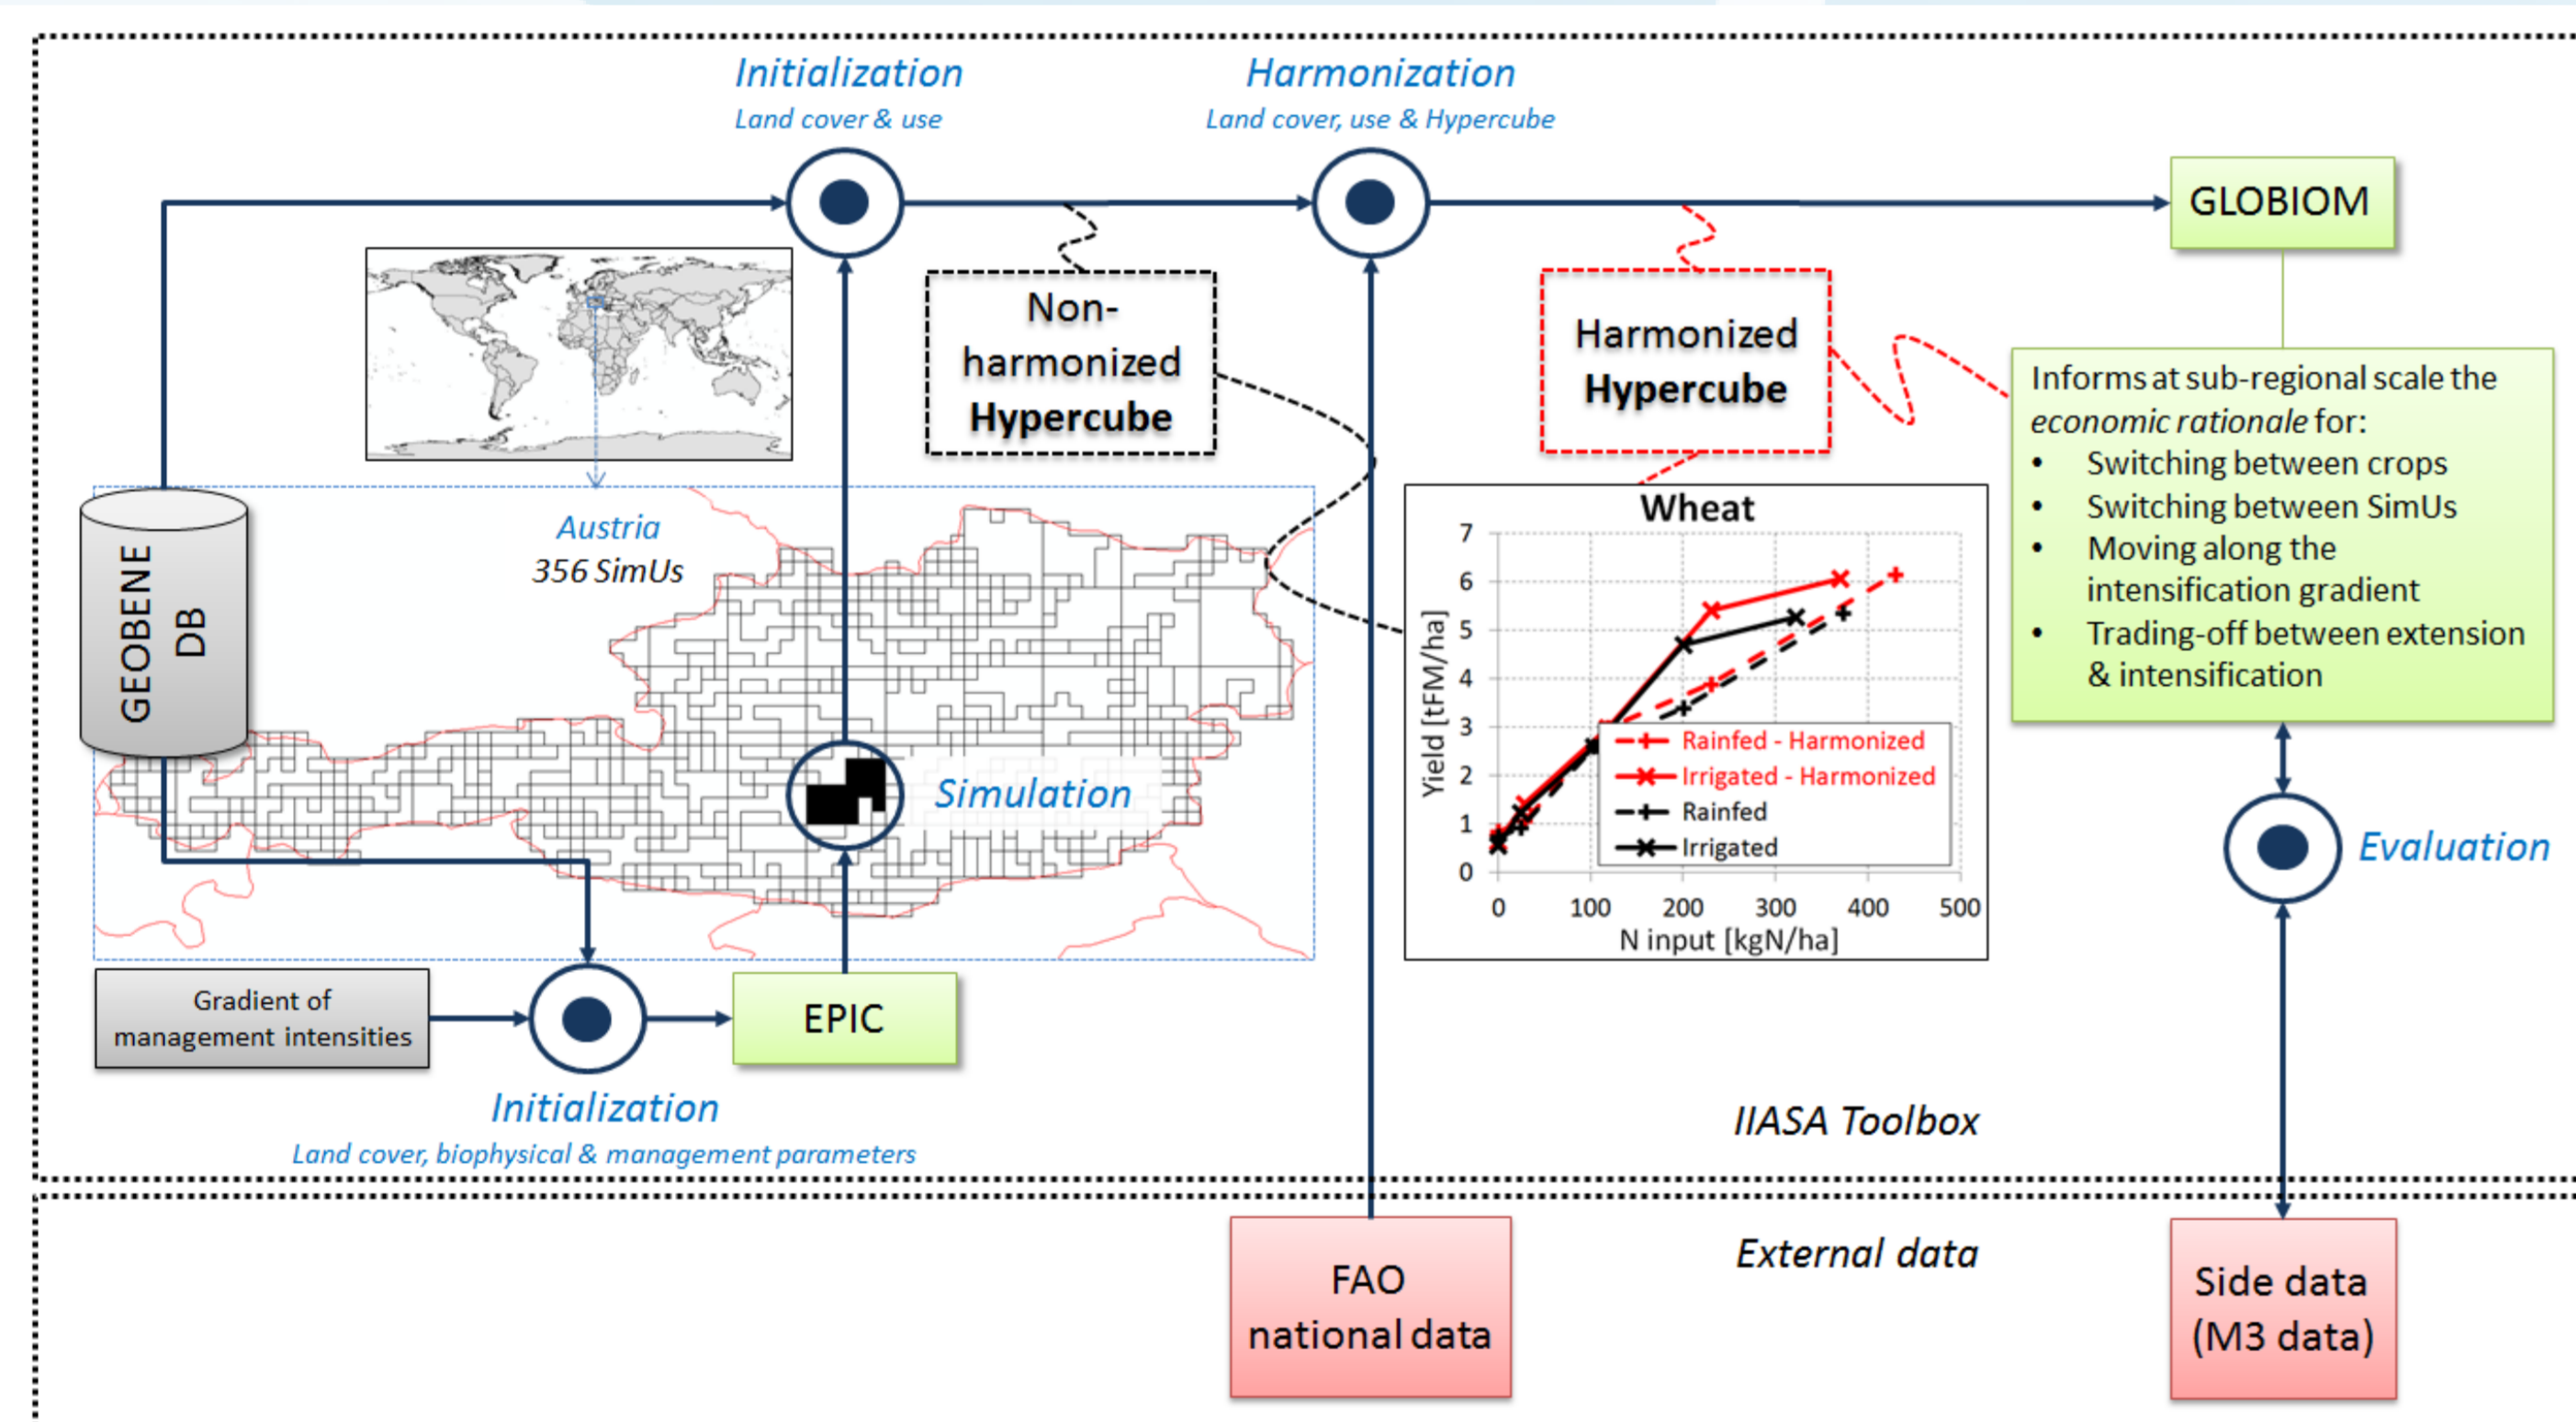 Initialization
Land cover & use
Harmonization
Land cover, use & Hypercube
GLOBIOM
Non-
harmonized
Hypercube
Harmonized
Hypercube
Informs at sub-regional scale the
economic rationale for:
• Switching between crops
• Switching between SimUs
• Moving along the
intensification gradient
• Trading-off between extension
& intensification
GEOBENE
DB
Austria
356 SimUs
Simulation
Wheat
Yield [tFM/ha]
7
6
5
4
3
2
1
0
Rainfed - Harmonized
Irrigated - Harmonized
Rainfed
Irrigated
0 100 200 300 400 500
N input [kgN/ha]
Evaluation
Gradient of
management intensities
EPIC
Initialization
Land cover, biophysical & management parameters
IIASA Toolbox
External data
FAO
national data
Side data
(M3 data)